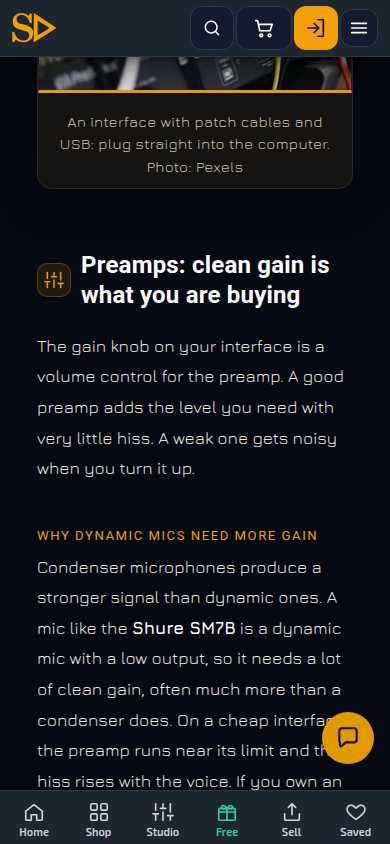 SD
An interface with patch cables and
USB: plug straight into the computer.
Photo: Pexels
Preamps: clean gain is
what you are buying
The gain knob on your interface is a
volume control for the preamp. A good
preamp adds the level you need with
very little hiss. A weak one gets noisy
when you turn it up.
WHY DYNAMIC MICS NEED MORE GAIN
Condenser microphones produce a
stronger signal than dynamic ones. A
mic like the Shure SM7B is a dynamic
mic with a low output, so it needs a lot
of clean gain, often much more than a
condenser does. On a cheap
the preamp runs near its limit and
hiss rises with the voice. If you own an
Home Shop Studio Free Sell Saved